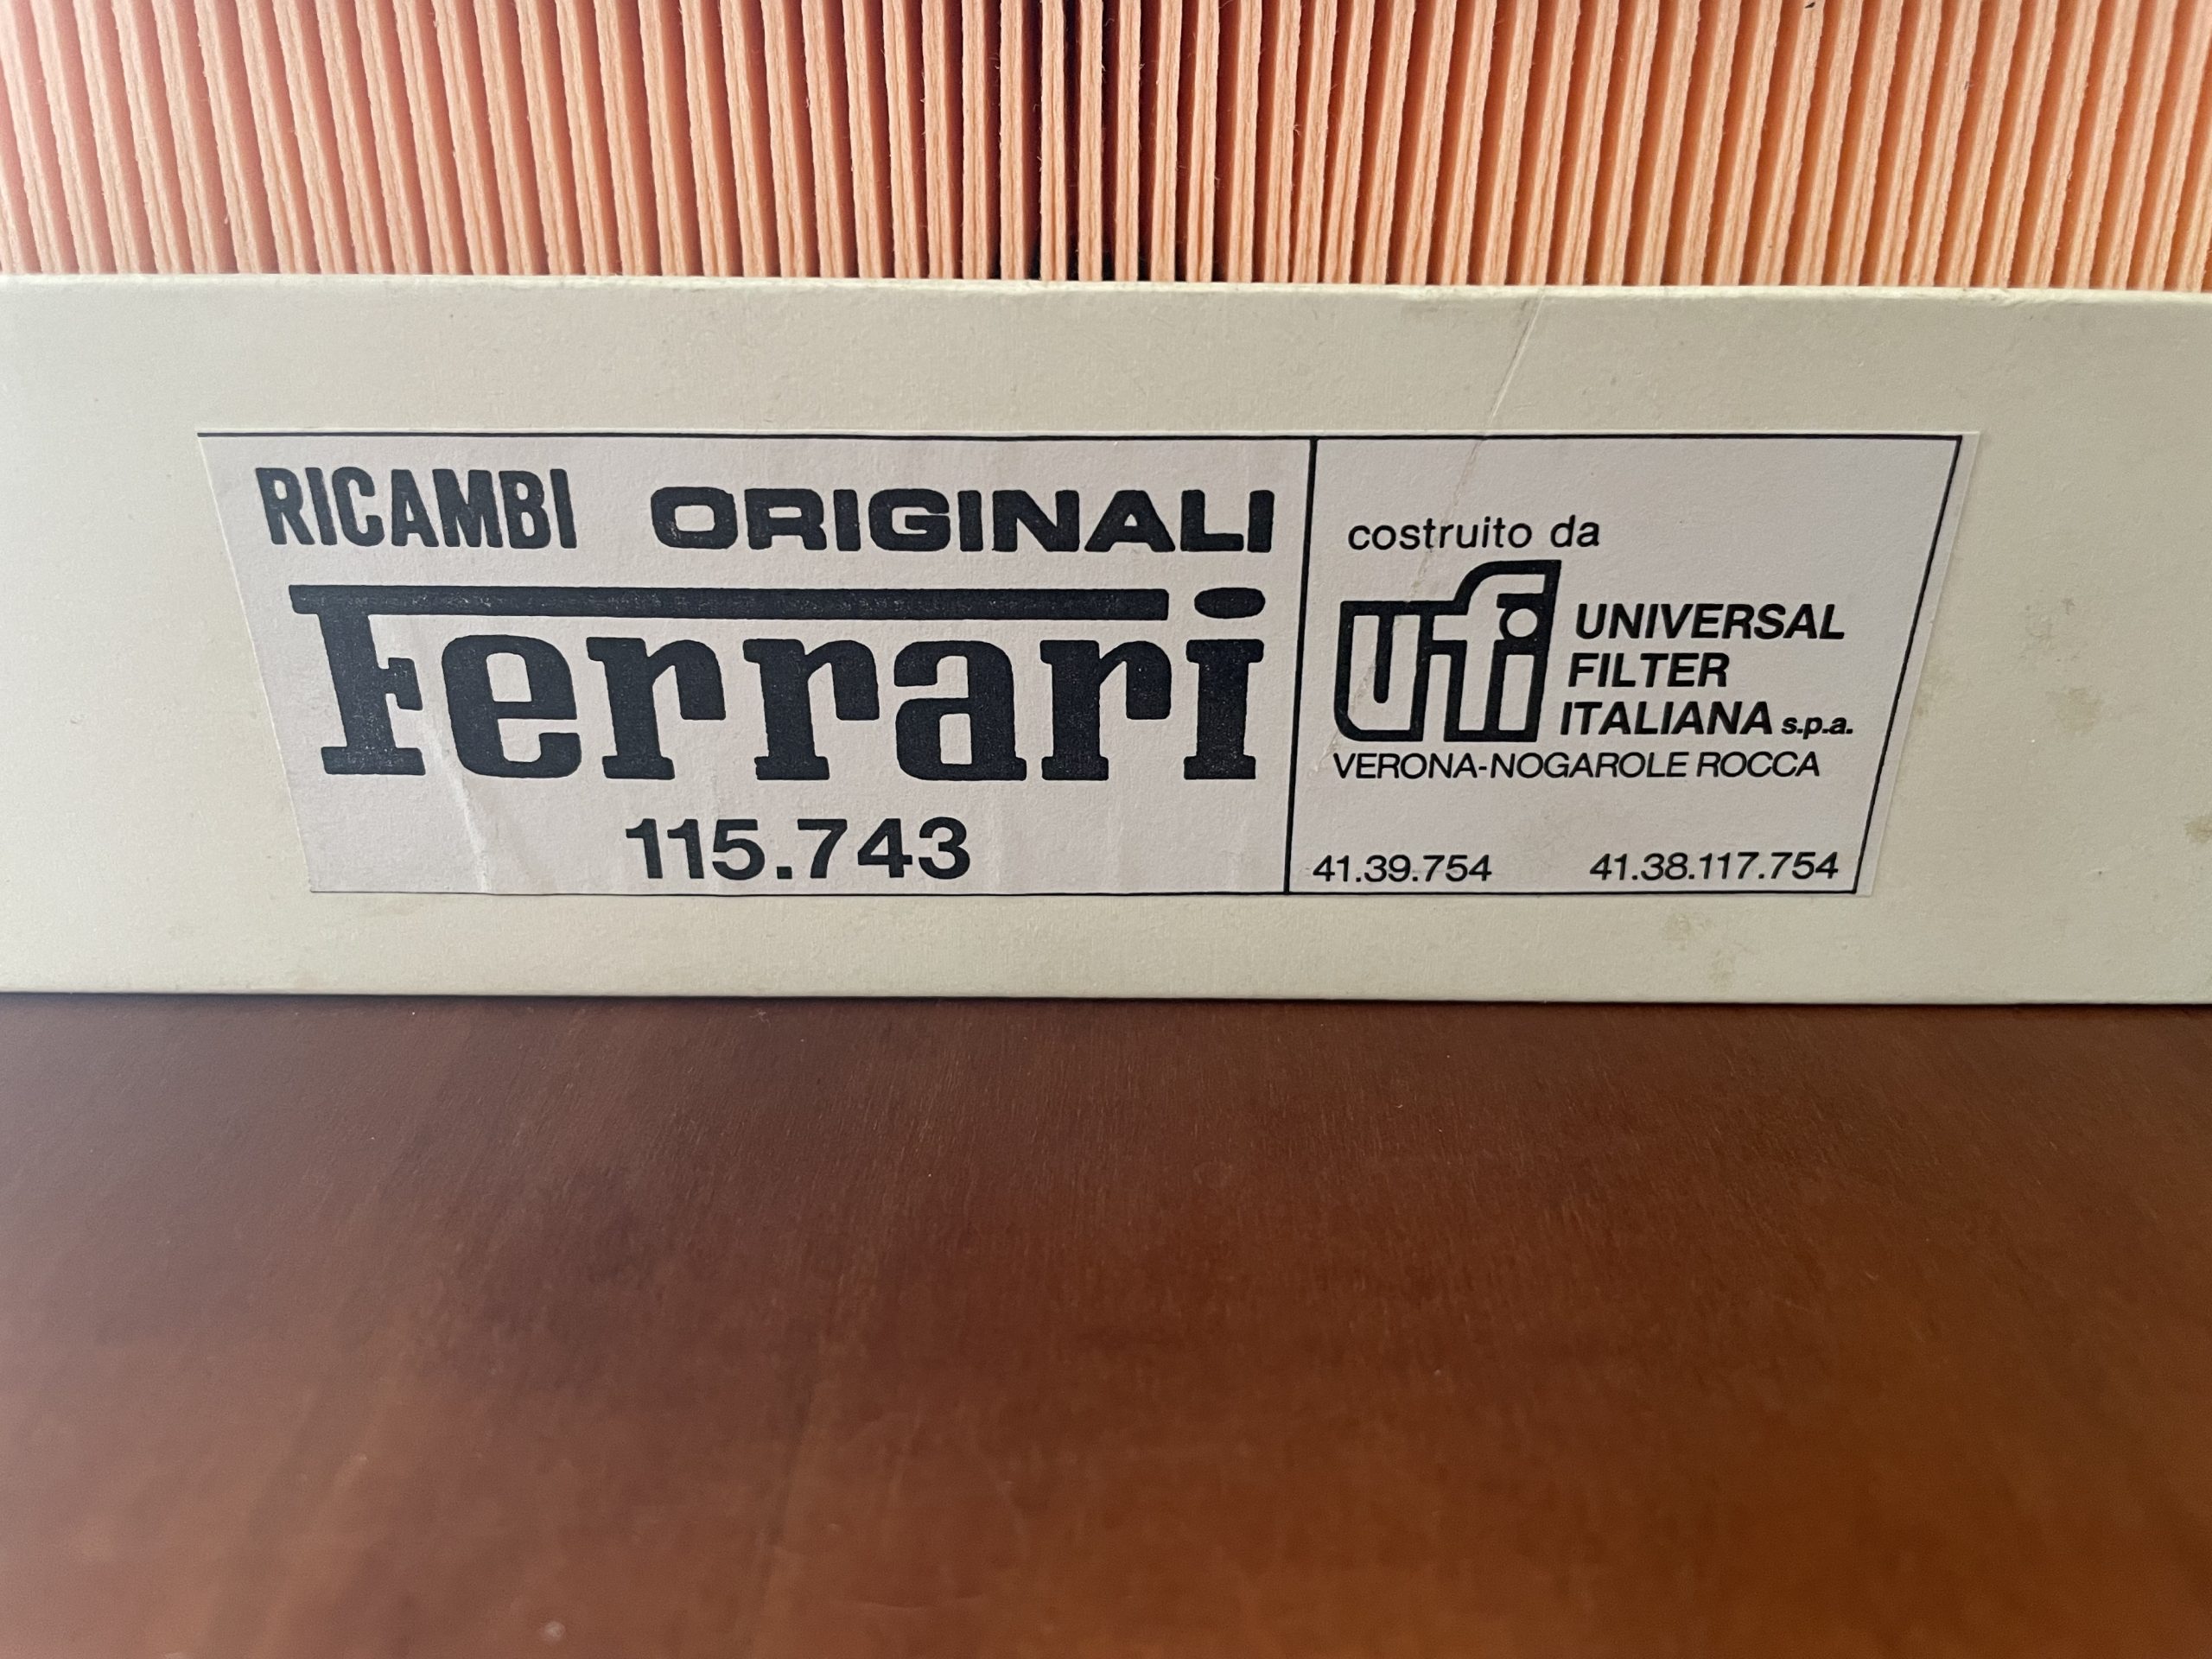 RICAMBI ORIGINALI
Ferrari
115.743
costruito da
ufi
UNIVERSAL
FILTER
ITALIANA s.p.a.
VERONA-NOGAROLE ROCCA
41.39.754 41.38.117.754